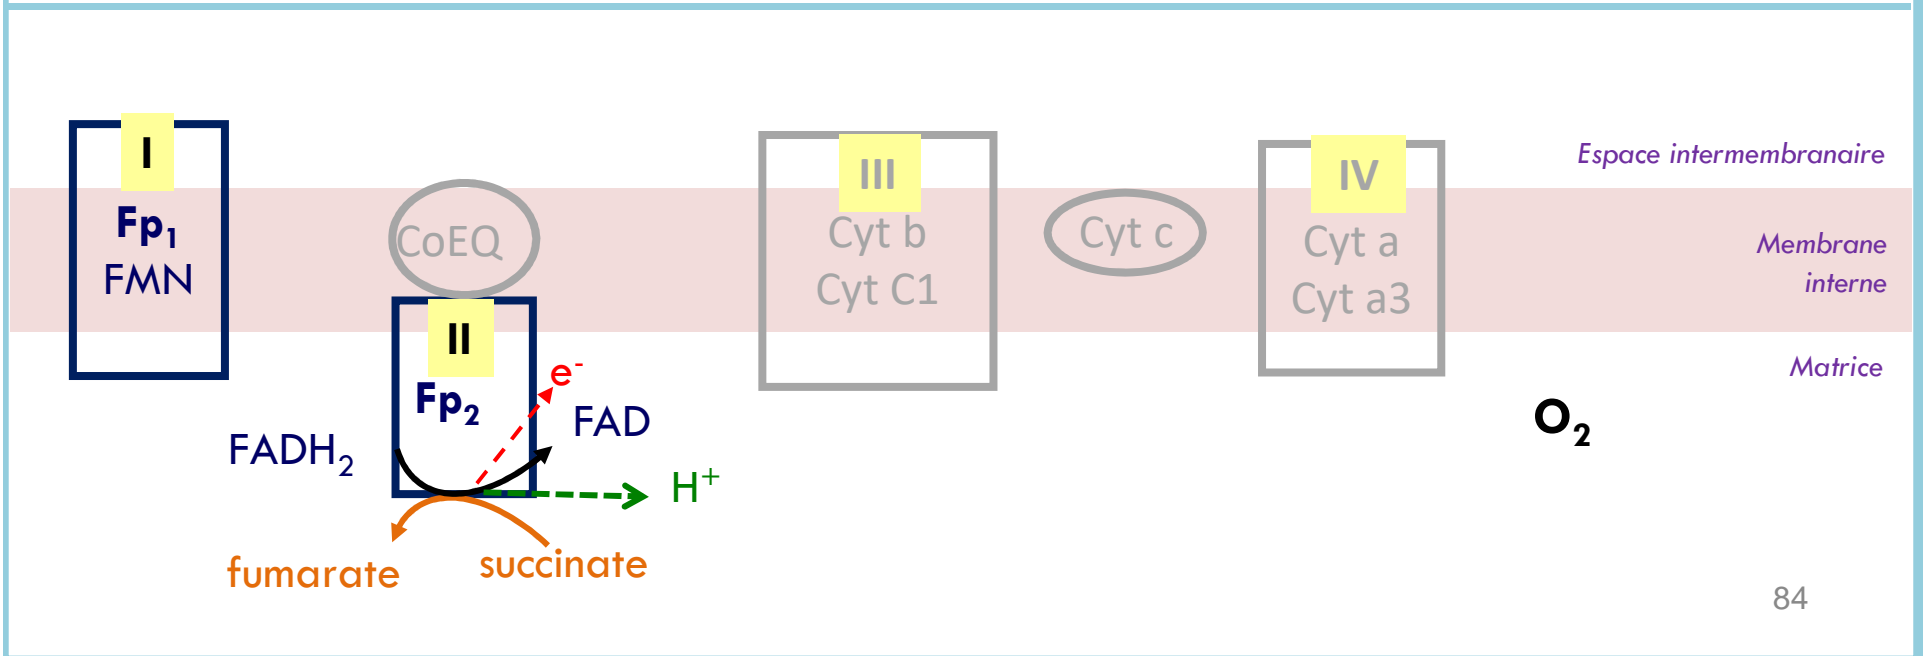 I
Fp₁
FMN
CoEQ
II
Fp₂
e⁻
FADH₂
FAD
H⁺
fumarate
succinate
III
Cyt b
Cyt C1
Cyt c
IV
Cyt a
Cyt a3
Espace intermembranaire
Membrane
interne
Matrice
O₂
84